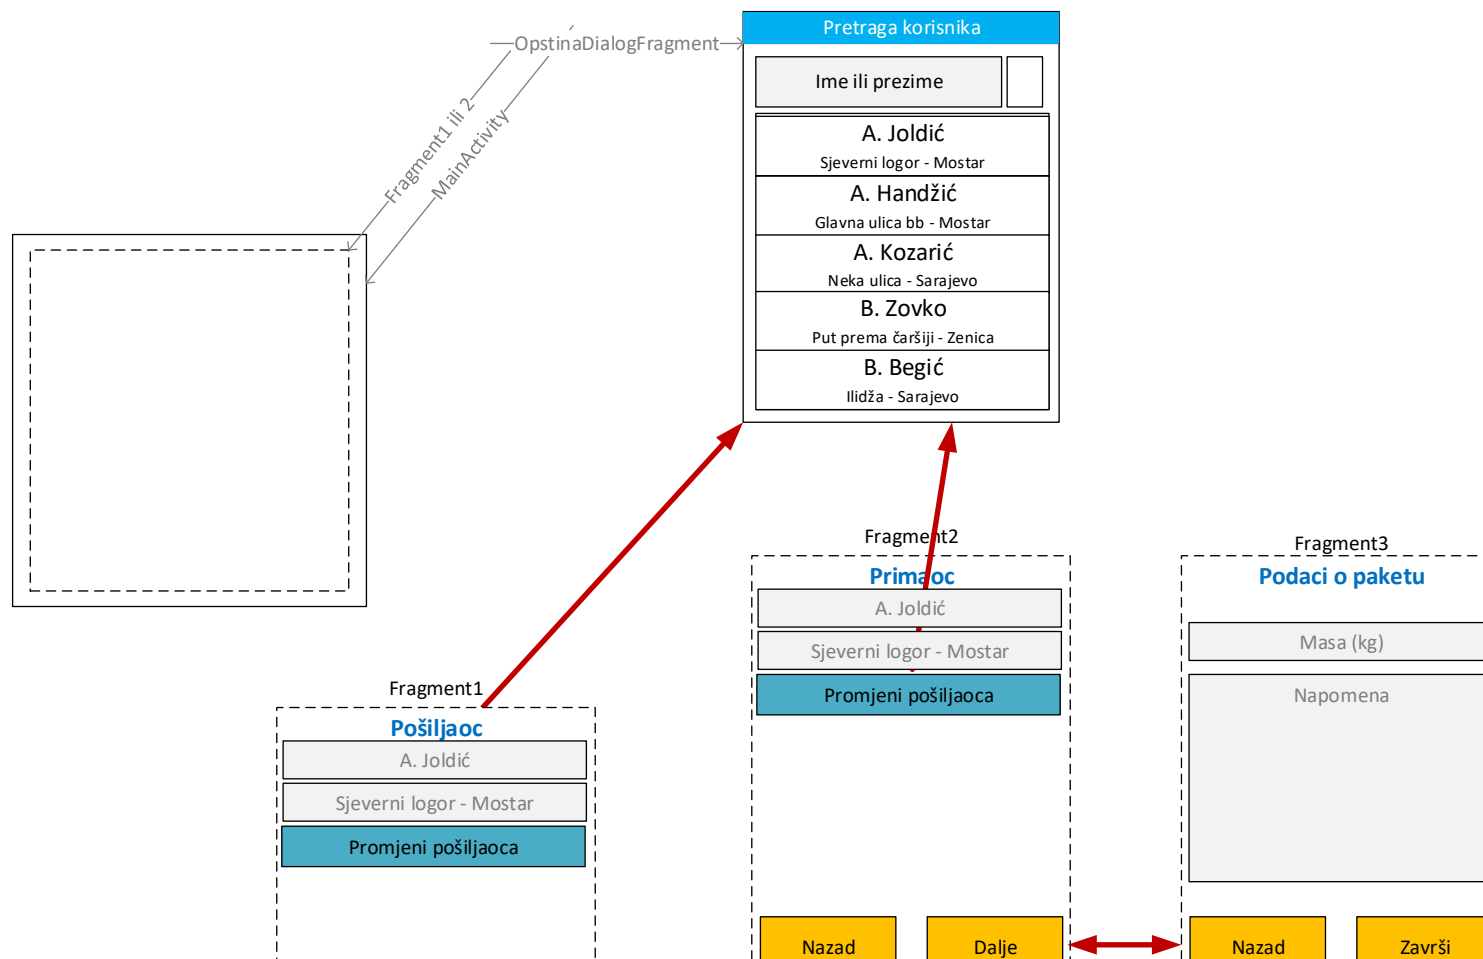 Pretraga korisnika
OpstinaDialogFragment
Ime ili prezime
Fragment1 ili 2
MainActivity
A. Joldić
Sjeverni logor - Mostar
A. Handžić
Glavna ulica bb - Mostar
A. Kozarić
Neka ulica - Sarajevo
B. Zovko
Put prema čaršiji - Zenica
B. Begić
Ilidža - Sarajevo
Fragment1
Pošiljaoc
A. Joldić
Sjeverni logor - Mostar
Promjeni pošiljaoca
Fragment2
Primaoc
A. Joldić
Sjeverni logor - Mostar
Promjeni pošiljaoca
Nazad
Dalje
Fragment3
Podaci o paketu
Masa (kg)
Napomena
Nazad
Završi